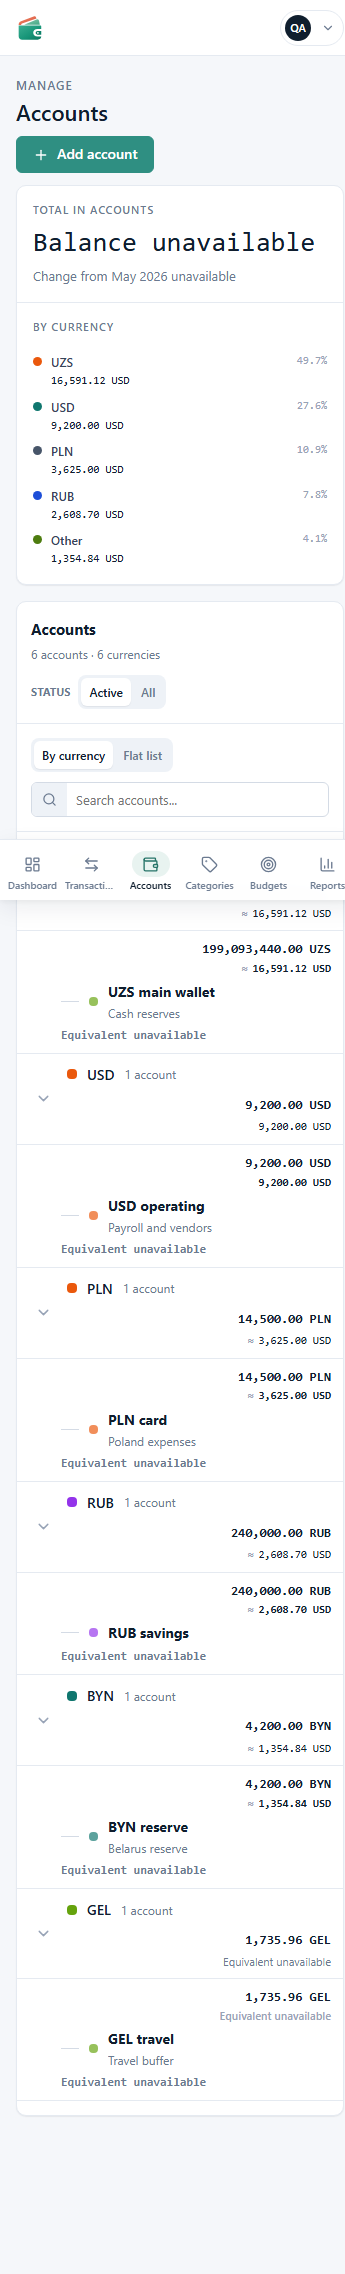 QA
MANAGE
Accounts
+ Add account
TOTAL IN ACCOUNTS
Balance unavailable
Change from May 2026 unavailable
BY CURRENCY
UZS 49.7%
16,591.12 USD
USD 27.6%
9,200.00 USD
PLN 10.9%
3,625.00 USD
RUB 7.8%
2,608.70 USD
Other 4.1%
1,354.84 USD
Accounts
6 accounts · 6 currencies
STATUS Active All
By currency Flat list
Search accounts...
Dashboard Transacti... Accounts Categories Budgets Reports
≈ 16,591.12 USD
199,093,440.00 UZS
≈ 16,591.12 USD
UZS main wallet
Cash reserves
Equivalent unavailable
USD 1 account
9,200.00 USD
9,200.00 USD
9,200.00 USD
9,200.00 USD
USD operating
Payroll and vendors
Equivalent unavailable
PLN 1 account
14,500.00 PLN
≈ 3,625.00 USD
14,500.00 PLN
≈ 3,625.00 USD
PLN card
Poland expenses
Equivalent unavailable
RUB 1 account
240,000.00 RUB
≈ 2,608.70 USD
240,000.00 RUB
≈ 2,608.70 USD
RUB savings
Equivalent unavailable
BYN 1 account
4,200.00 BYN
≈ 1,354.84 USD
4,200.00 BYN
≈ 1,354.84 USD
BYN reserve
Belarus reserve
Equivalent unavailable
GEL 1 account
1,735.96 GEL
Equivalent unavailable
1,735.96 GEL
Equivalent unavailable
GEL travel
Travel buffer
Equivalent unavailable